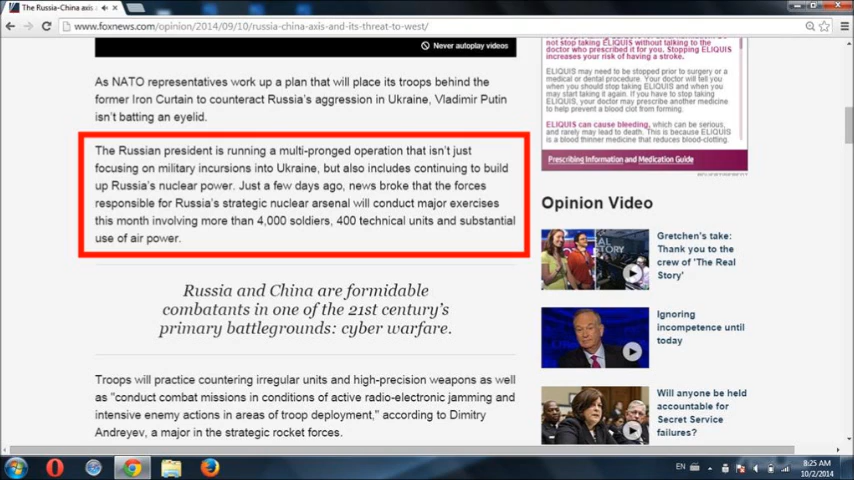 The Russia-China axis a
www.foxnews.com/opinion/2014/09/10/russia-china-axis-and-its-threat-to-west/
Never autoplay videos
As NATO representatives work up a plan that will place its troops behind the
former Iron Curtain to counteract Russia's aggression in Ukraine, Vladimir Putin
isn't batting an eyelid.
The Russian president is running a multi-pronged operation that isn't just
focusing on military incursions into Ukraine, but also includes continuing to build
up Russia's nuclear power. Just a few days ago, news broke that the forces
responsible for Russia's strategic nuclear arsenal will conduct major exercises
this month involving more than 4,000 soldiers, 400 technical units and substantial
use of air power.
Russia and China are formidable
combatants in one of the 21st century's
primary battlegrounds: cyber warfare.
Troops will practice countering irregular units and high-precision weapons as well
as "conduct combat missions in conditions of active radio-electronic jamming and
intensive enemy actions in areas of troop deployment," according to Dimitry
Andreyev, a major in the strategic rocket forces.
not stop taking ELIQUIS without talking to the
doctor who prescribed it for you. Stopping ELIQUIS
increases your risk of having a stroke.
ELIQUIS may need to be stopped prior to surgery or a
medical or dental procedure. Your doctor will tell you
when you should stop taking ELIQUIS and when you
may start taking it again. If you have to stop taking
ELIQUIS, your doctor may prescribe another medicine
to help prevent a blood clot from forming.
ELIQUIS can cause bleeding, which can be serious,
and rarely may lead to death. This is because ELIQUIS
is a blood thinner medicine that reduces blood-clotting.
Prescribing Information and Medication Guide
Opinion Video
Gretchen's take:
Thank you to the
crew of 'The Real
Story'
AL
STORY
Ignoring
incompetence until
today
Will anyone be held
accountable for
Secret Service
failures?
EN
8:25 AM
10/2/2014